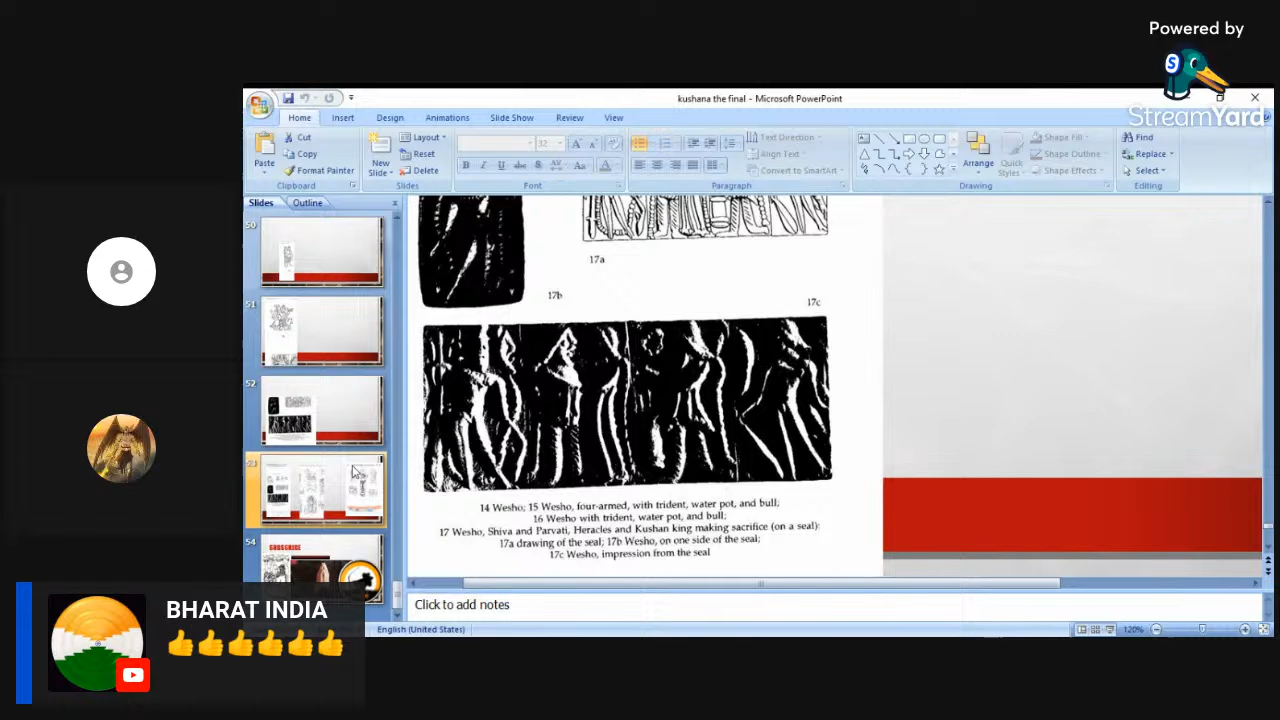 Powered by
StreamYard
kushana the final - Microsoft PowerPoint
Home Insert Design Animations Slide Show Review View
Cut Layout 32 Text Direction Shape Fill Find
Paste Copy New Slide Reset Align Text Arrange Quick Styles Shape Outline Replace
Format Painter Delete Convert to SmartArt Shape Effects Select
Clipboard Slides Font Paragraph Drawing Editing
Slides Outline
50
51
52
53
54
SUBSCRIBE
17a
17b
17c
14 Wesho; 15 Wesho, four-armed, with trident, water pot, and bull;
16 Wesho with trident, water pot, and bull;
17 Wesho, Shiva and Parvati, Heracles and Kushan king making sacrifice (on a seal):
17a drawing of the seal; 17b Wesho, on one side of the seal;
17c Wesho, impression from the seal
Click to add notes
English (United States) 120%
BHARAT INDIA
👍👍👍👍👍👍